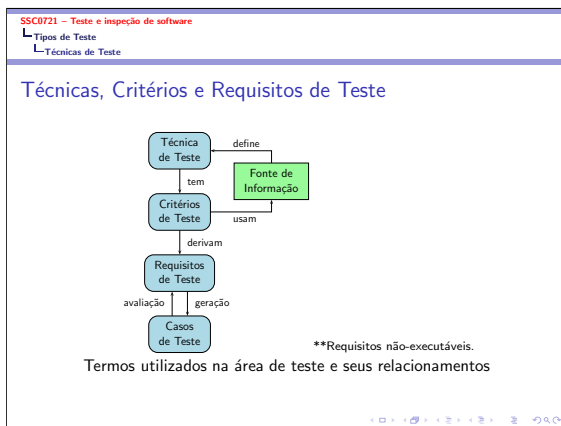 SSC0721 – Teste e inspeção de software
Tipos de Teste
Técnicas de Teste
Técnicas, Critérios e Requisitos de Teste
Técnica
de Teste
define
Fonte de
Informação
tem
Critérios
de Teste
usam
derivam
Requisitos
de Teste
avaliação
geração
Casos
de Teste
**Requisitos não-executáveis.
Termos utilizados na área de teste e seus relacionamentos